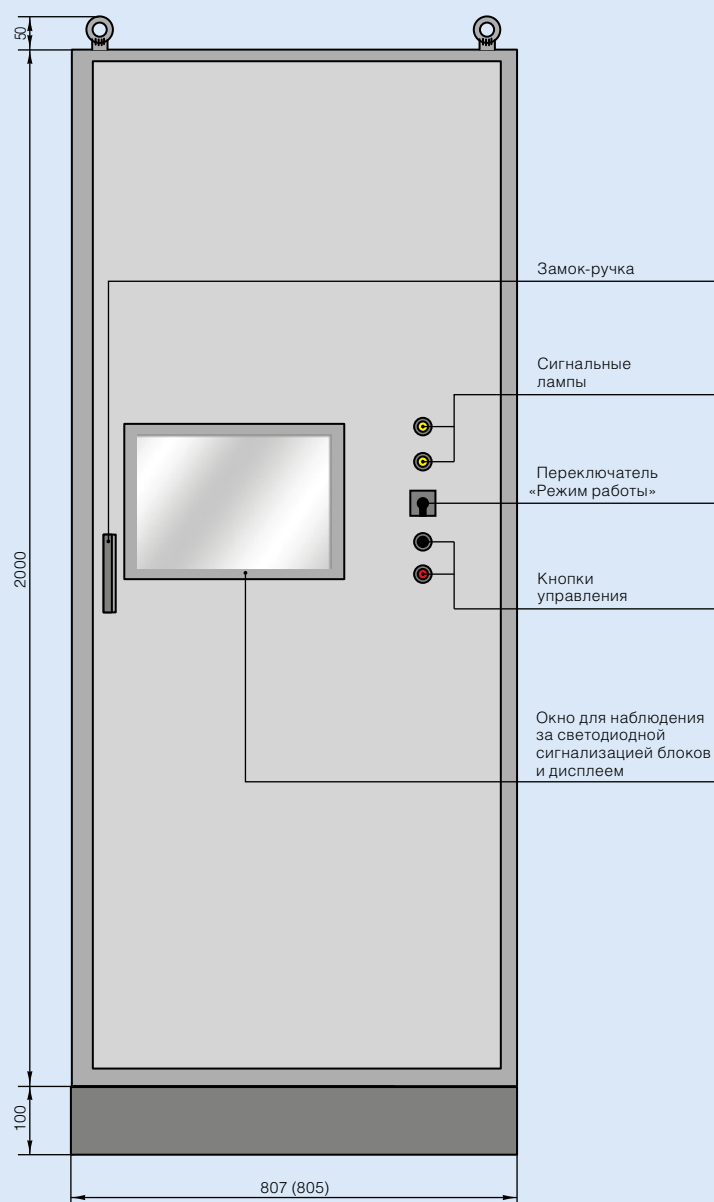 50
Замок-ручка
Сигнальные
лампы
Переключатель
«Режим работы»
2000
Кнопки
управления
Окно для наблюдения
за светодиодной
сигнализацией блоков
и дисплеем
100
807 (805)